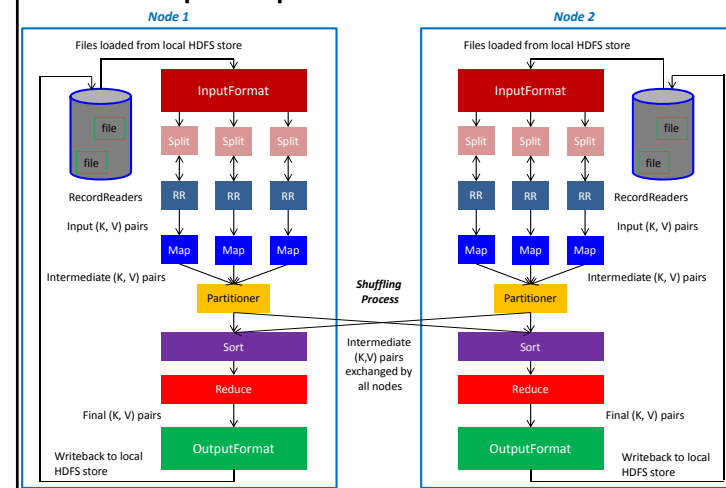 Node 1
Node 2
Files loaded from local HDFS store
Files loaded from local HDFS store
InputFormat
InputFormat
file
file
Split
Split
Split
Split
Split
Split
file
file
RecordReaders
RR
RR
RR
RR
RR
RR
RecordReaders
Input (K, V) pairs
Input (K, V) pairs
Map
Map
Map
Map
Map
Map
Intermediate (K, V) pairs
Intermediate (K, V) pairs
Partitioner
Shuffling
Process
Partitioner
Sort
Intermediate
(K,V) pairs
exchanged by
all nodes
Sort
Reduce
Reduce
Final (K, V) pairs
Final (K, V) pairs
OutputFormat
OutputFormat
Writeback to local
HDFS store
Writeback to local
HDFS store